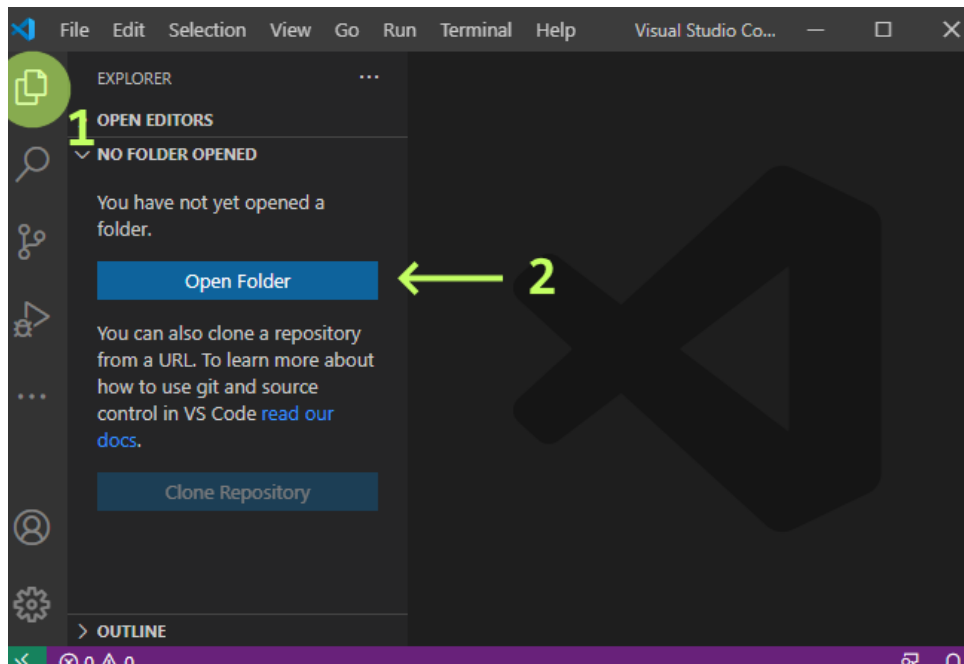 File Edit Selection View Go Run Terminal Help Visual Studio Co...
EXPLORER
1
OPEN EDITORS
NO FOLDER OPENED
You have not yet opened a
folder.
Open Folder
2
You can also clone a repository
from a URL. To learn more about
how to use git and source
control in VS Code read our
docs.
Clone Repository
OUTLINE
0 0